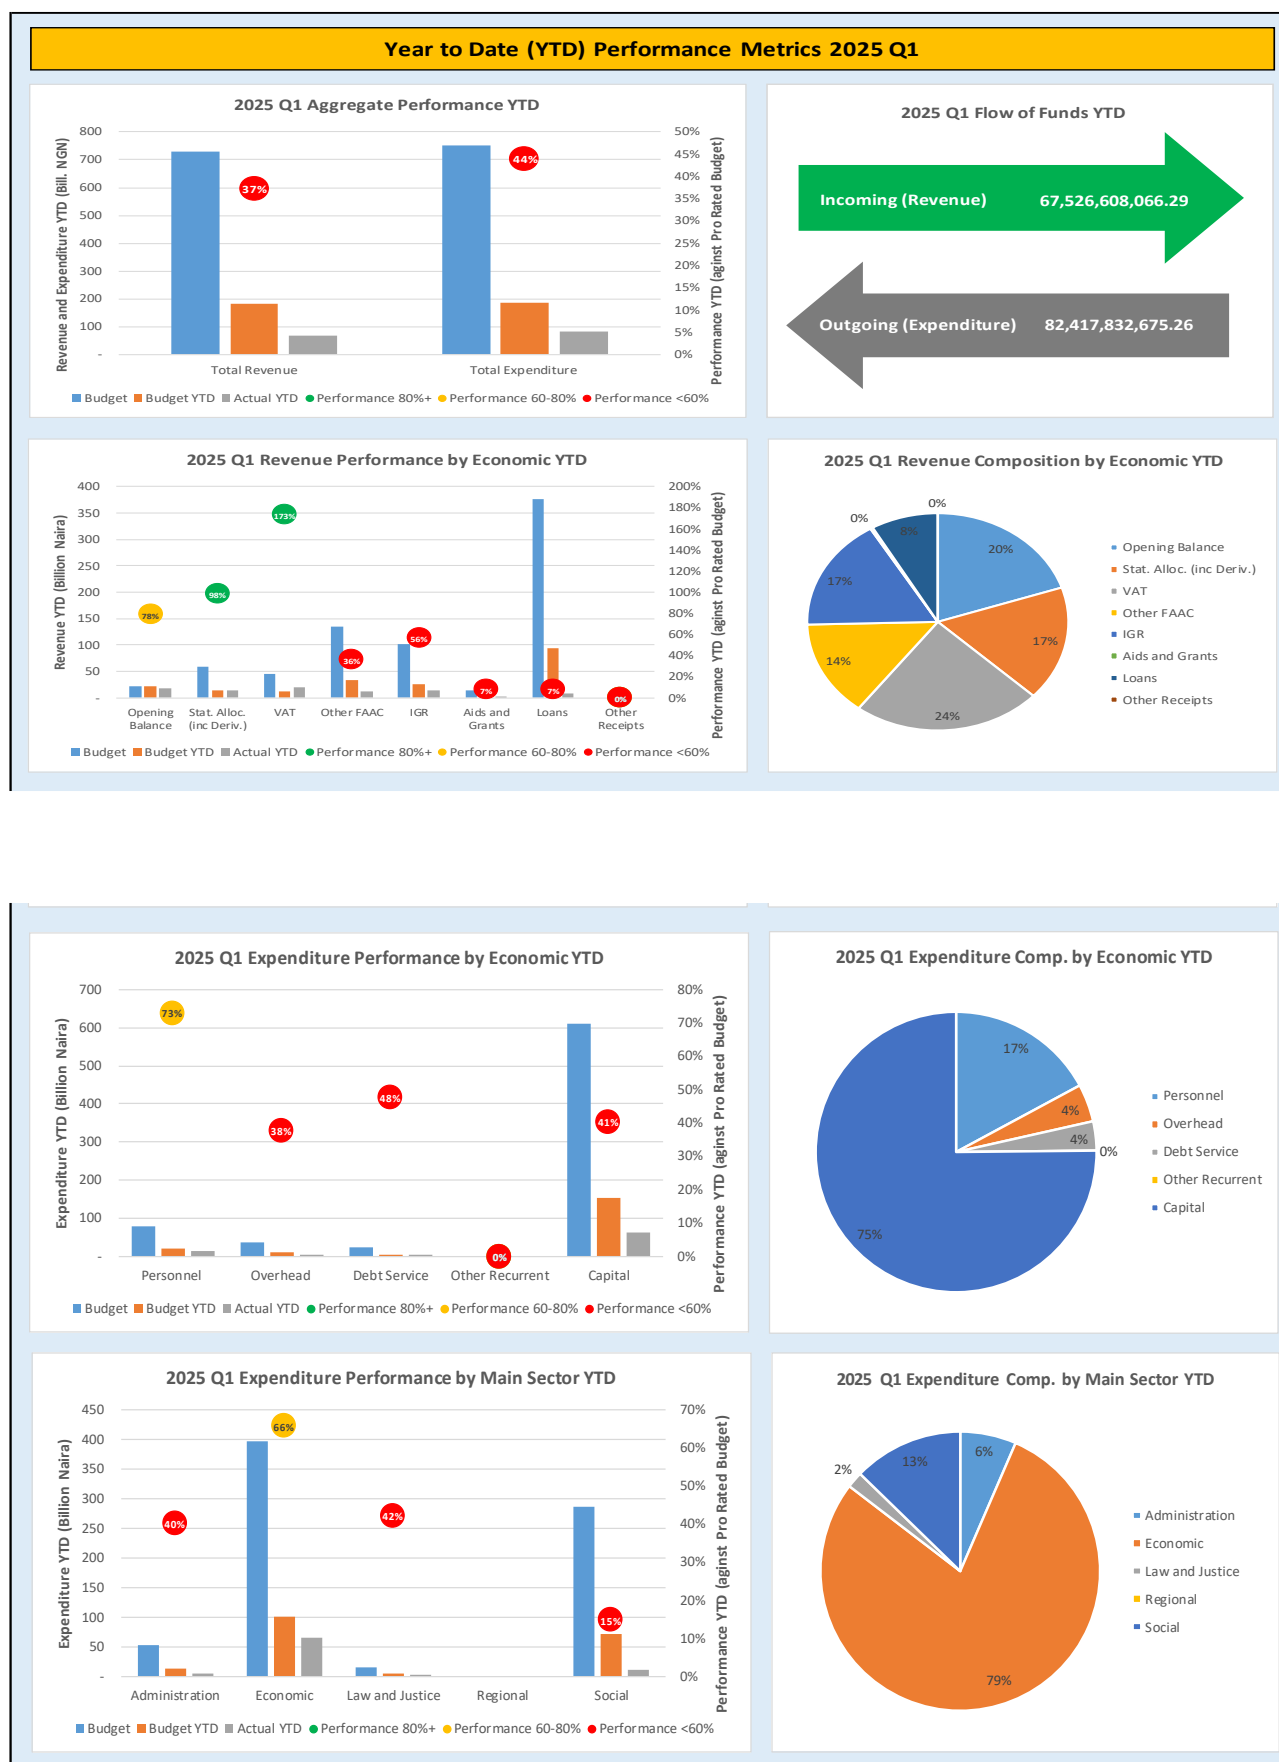 Year to Date (YTD) Performance Metrics 2025 Q1
2025 Q1 Aggregate Performance YTD
Revenue and Expenditure YTD (Bill. NGN)
800
700
600
500
400
300
200
100
-
37%
44%
50%
45%
40%
35%
30%
25%
20%
15%
10%
5%
0%
Performance YTD (aginst Pro Rated Budget)
Total Revenue
Total Expenditure
Budget Budget YTD Actual YTD Performance 80%+ Performance 60-80% Performance <60%
2025 Q1 Flow of Funds YTD
Incoming (Revenue) 67,526,608,066.29
Outgoing (Expenditure) 82,417,832,675.26
2025 Q1 Revenue Performance by Economic YTD
Revenue YTD (Billion Naira)
400
350
300
250
200
150
100
50
-
78%
98%
173%
36%
56%
7%
7%
0%
200%
180%
160%
140%
120%
100%
80%
60%
40%
20%
0%
Performance YTD (aginst Pro Rated Budget)
Opening Balance
Stat. Alloc. (inc Deriv.)
VAT
Other FAAC
IGR
Aids and Grants
Loans
Other Receipts
Budget Budget YTD Actual YTD Performance 80%+ Performance 60-80% Performance <60%
2025 Q1 Revenue Composition by Economic YTD
0%
0%
8%
20%
17%
17%
14%
24%
Opening Balance
Stat. Alloc. (inc Deriv.)
VAT
Other FAAC
IGR
Aids and Grants
Loans
Other Receipts
2025 Q1 Expenditure Performance by Economic YTD
Expenditure YTD (Billion Naira)
700
600
500
400
300
200
100
-
73%
38%
48%
0%
41%
80%
70%
60%
50%
40%
30%
20%
10%
0%
Performance YTD (aginst Pro Rated Budget)
Personnel
Overhead
Debt Service
Other Recurrent
Capital
Budget Budget YTD Actual YTD Performance 80%+ Performance 60-80% Performance <60%
2025 Q1 Expenditure Comp. by Economic YTD
17%
4%
4%
0%
75%
Personnel
Overhead
Debt Service
Other Recurrent
Capital
2025 Q1 Expenditure Performance by Main Sector YTD
Expenditure YTD (Billion Naira)
450
400
350
300
250
200
150
100
50
-
40%
66%
42%
15%
70%
60%
50%
40%
30%
20%
10%
0%
Performance YTD (aginst Pro Rated Budget)
Administration
Economic
Law and Justice
Regional
Social
Budget Budget YTD Actual YTD Performance 80%+ Performance 60-80% Performance <60%
2025 Q1 Expenditure Comp. by Main Sector YTD
2%
13%
6%
79%
Administration
Economic
Law and Justice
Regional
Social